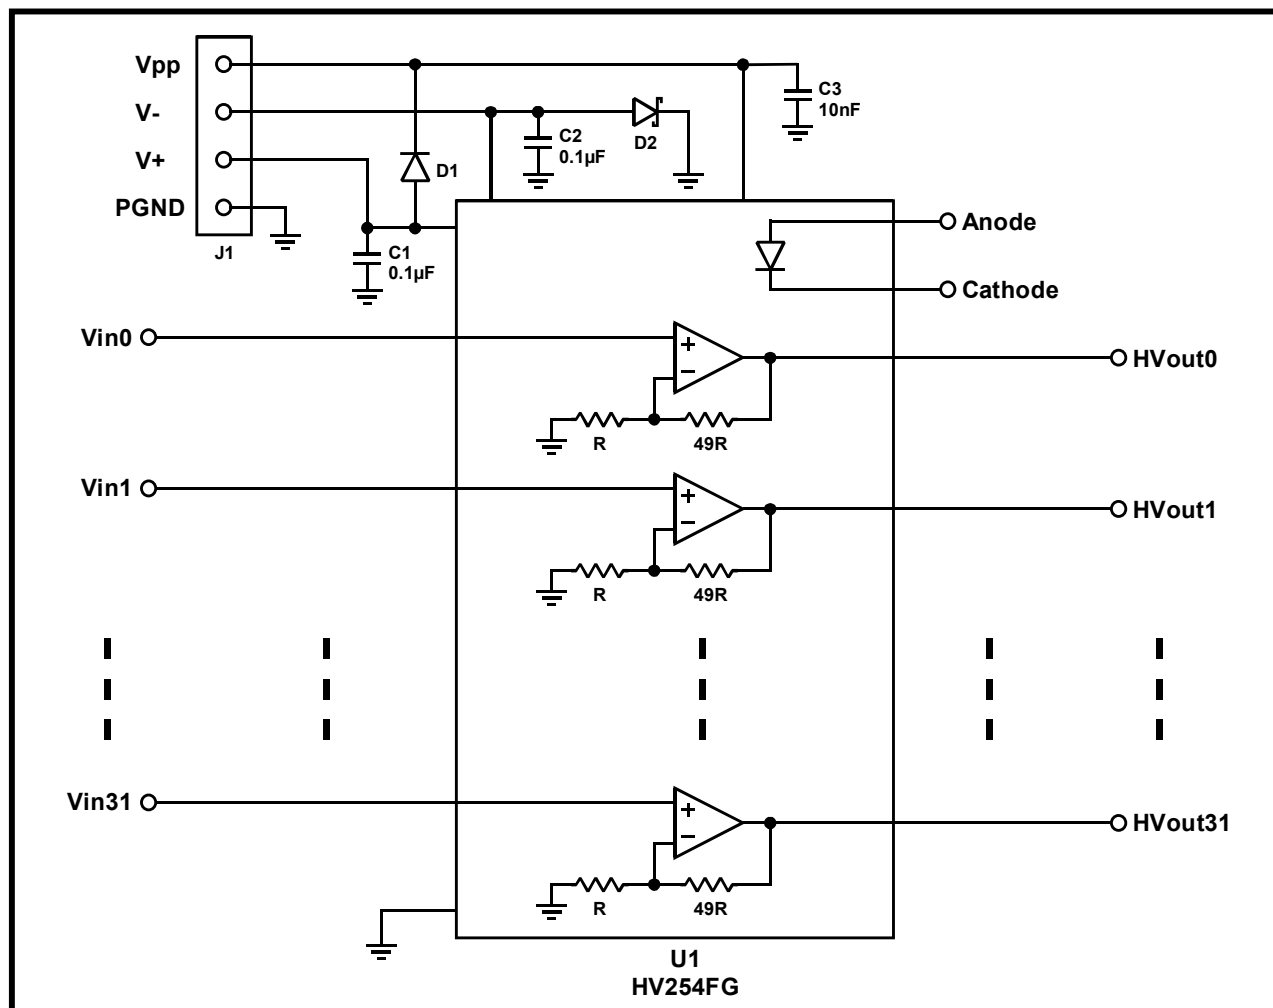 Vpp
V-
V+
PGND
J1
C1
0.1µF
D1
C2
0.1µF
D2
C3
10nF
Anode
Cathode
Vin0
+
−
R
49R
HVout0
Vin1
+
−
R
49R
HVout1
Vin31
+
−
R
49R
HVout31
U1
HV254FG